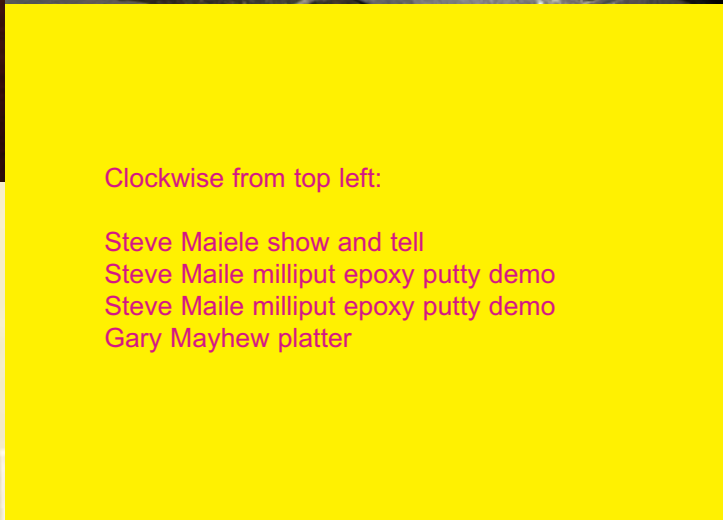 Clockwise from top left:
Steve Maiele show and tell
Steve Maile milliput epoxy putty demo
Steve Maile milliput epoxy putty demo
Gary Mayhew platter